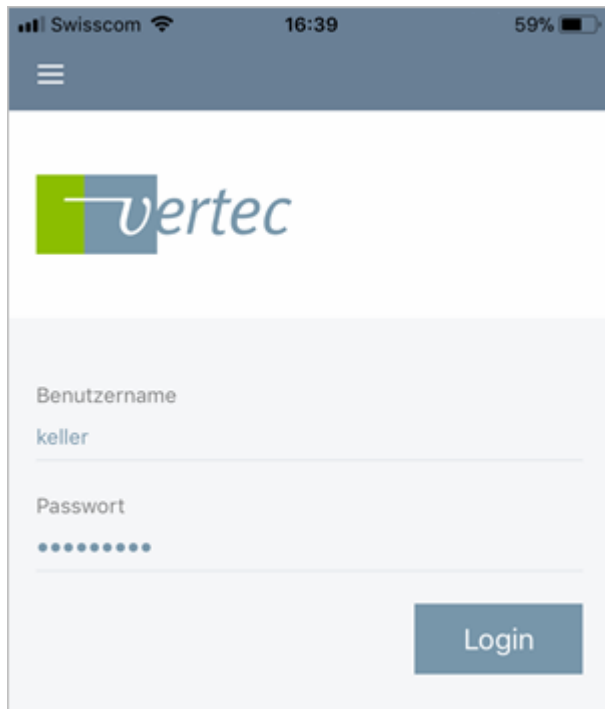 Swisscom 16:39 59%
vertec
Benutzername
keller
Passwort
•••••••••
Login